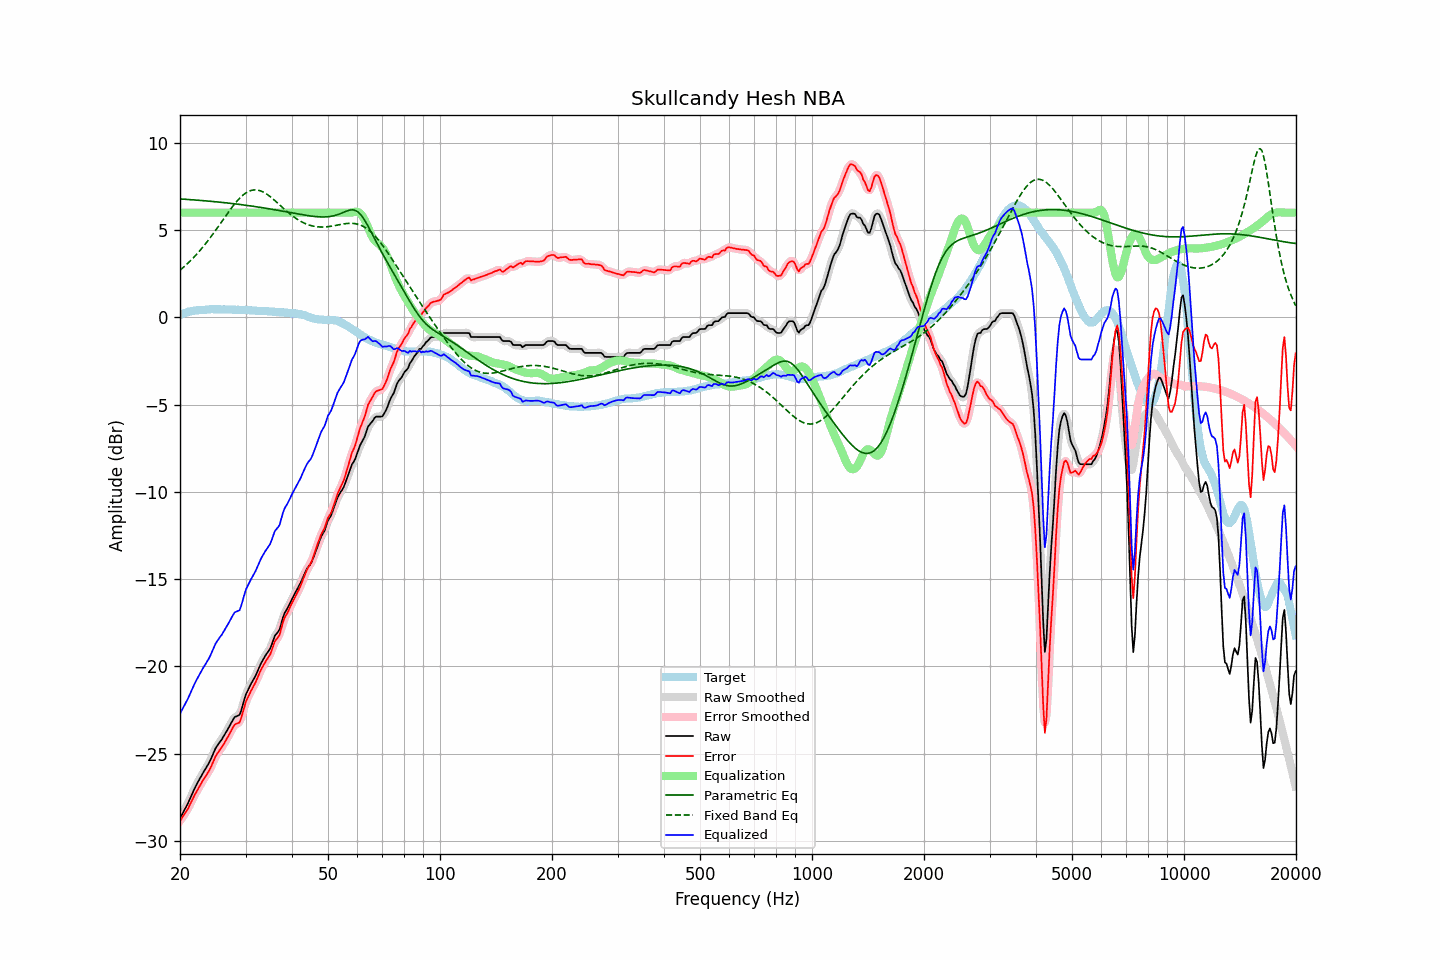 Skullcandy Hesh NBA
Amplitude (dBr)
10
5
0
−5
−10
−15
−20
−25
−30
Target
Raw Smoothed
Error Smoothed
Raw
Error
Equalization
Parametric Eq
Fixed Band Eq
Equalized
20
50
100
200
500
1000
2000
5000
10000
20000
Frequency (Hz)